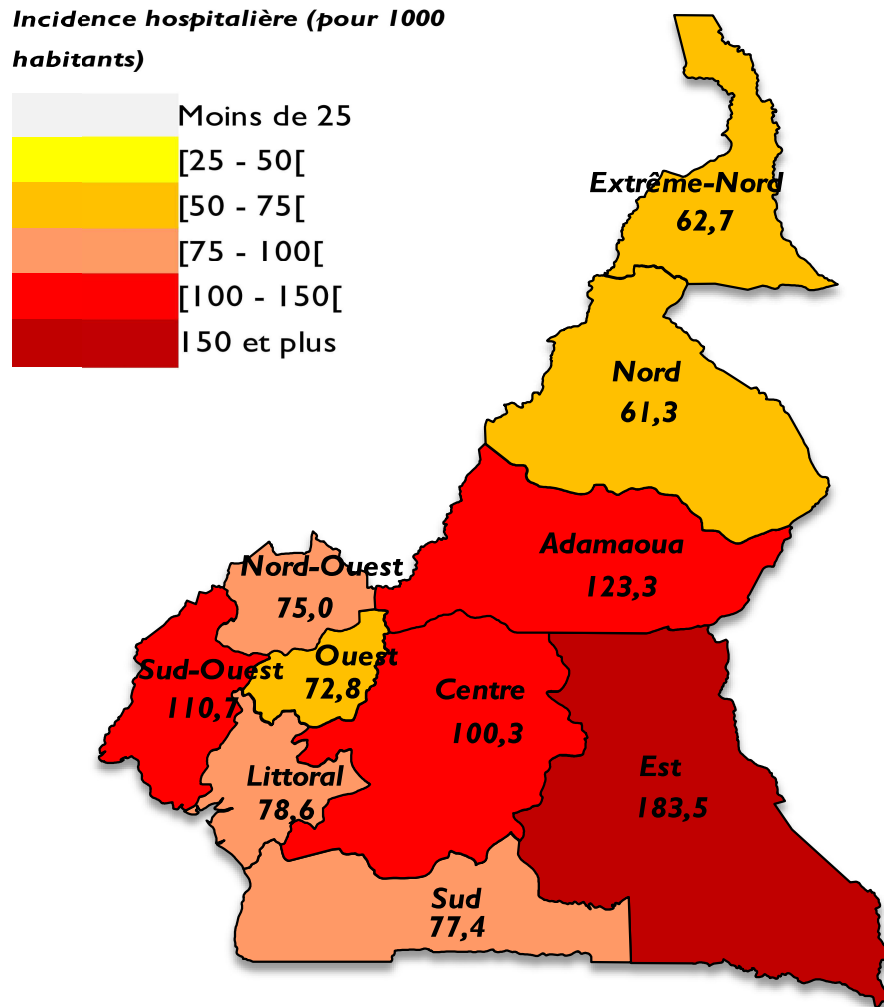 Incidence hospitalière (pour 1000
habitants)
Moins de 25
[25 - 50[
[50 - 75[
[75 - 100[
[100 - 150[
150 et plus
Extrême-Nord
62,7
Nord
61,3
Adamaoua
123,3
Nord-Ouest
75,0
Ouest
72,8
Sud-Ouest
110,7
Centre
100,3
Littoral
78,6
Est
183,5
Sud
77,4